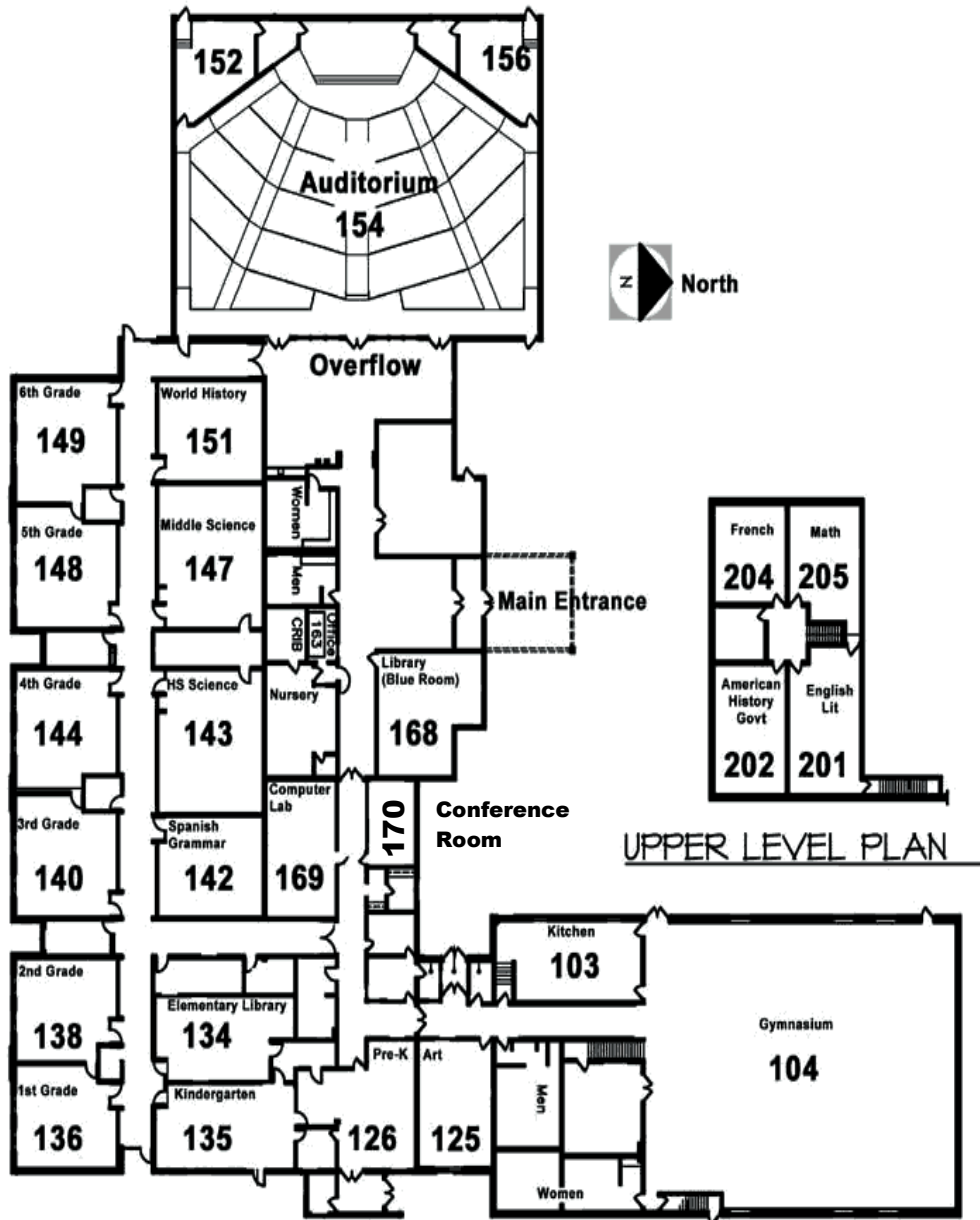 152
156
Auditorium
154
N
North
Overflow
6th Grade
149
World History
151
5th Grade
148
Middle Science
147
Women
Men
CRIB
163
Office
Main Entrance
4th Grade
144
HS Science
143
Nursery
Library
(Blue Room)
168
3rd Grade
140
Spanish
Grammar
142
Computer
Lab
169
170
Conference
Room
French
204
Math
205
American
History
Govt
202
English
Lit
201
UPPER LEVEL PLAN
2nd Grade
138
Elementary Library
134
Kitchen
103
Gymnasium
104
1st Grade
136
Kindergarten
135
Pre-K
126
Art
125
Men
Women